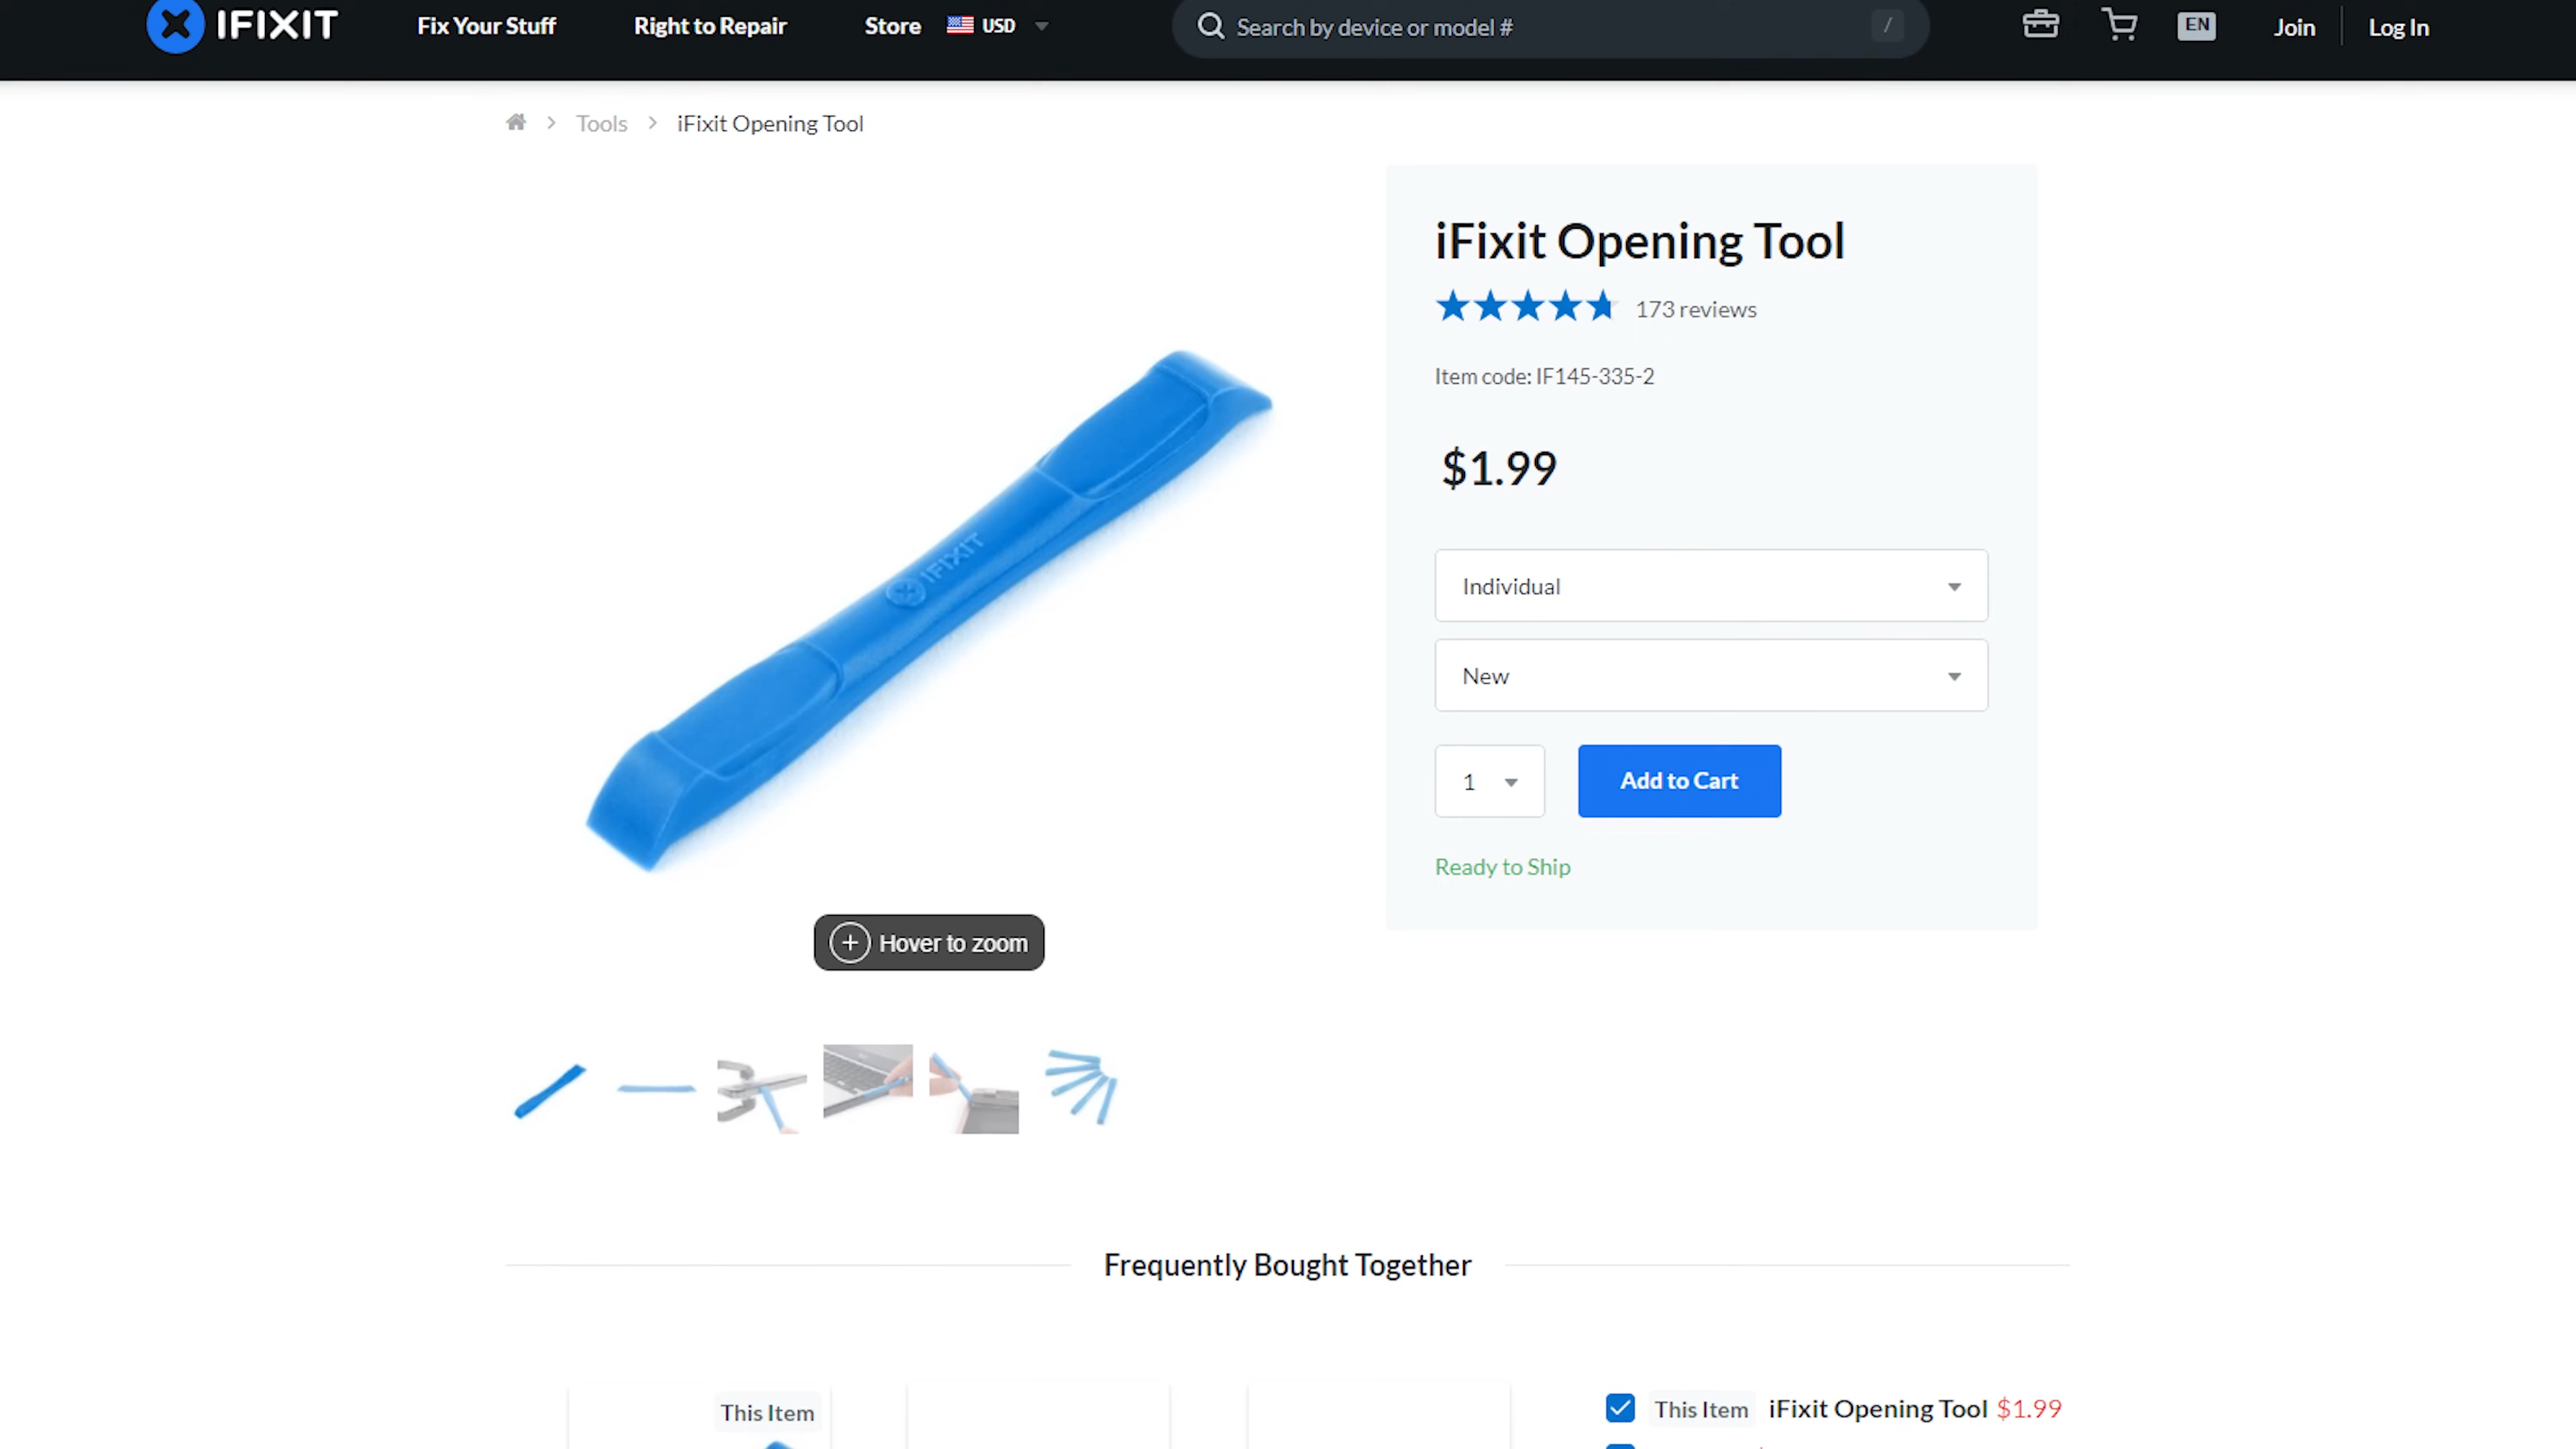 IFIXIT
Fix Your Stuff
Right to Repair
Store
USD
Search by device or model #
/
EN
Join
Log In
Tools
iFixit Opening Tool
iFixit Opening Tool
173 reviews
Item code: IF145-335-2
$1.99
IFIXIT
Individual
New
1
Add to Cart
Ready to Ship
Hover to zoom
Frequently Bought Together
This Item
This Item iFixit Opening Tool $1.99